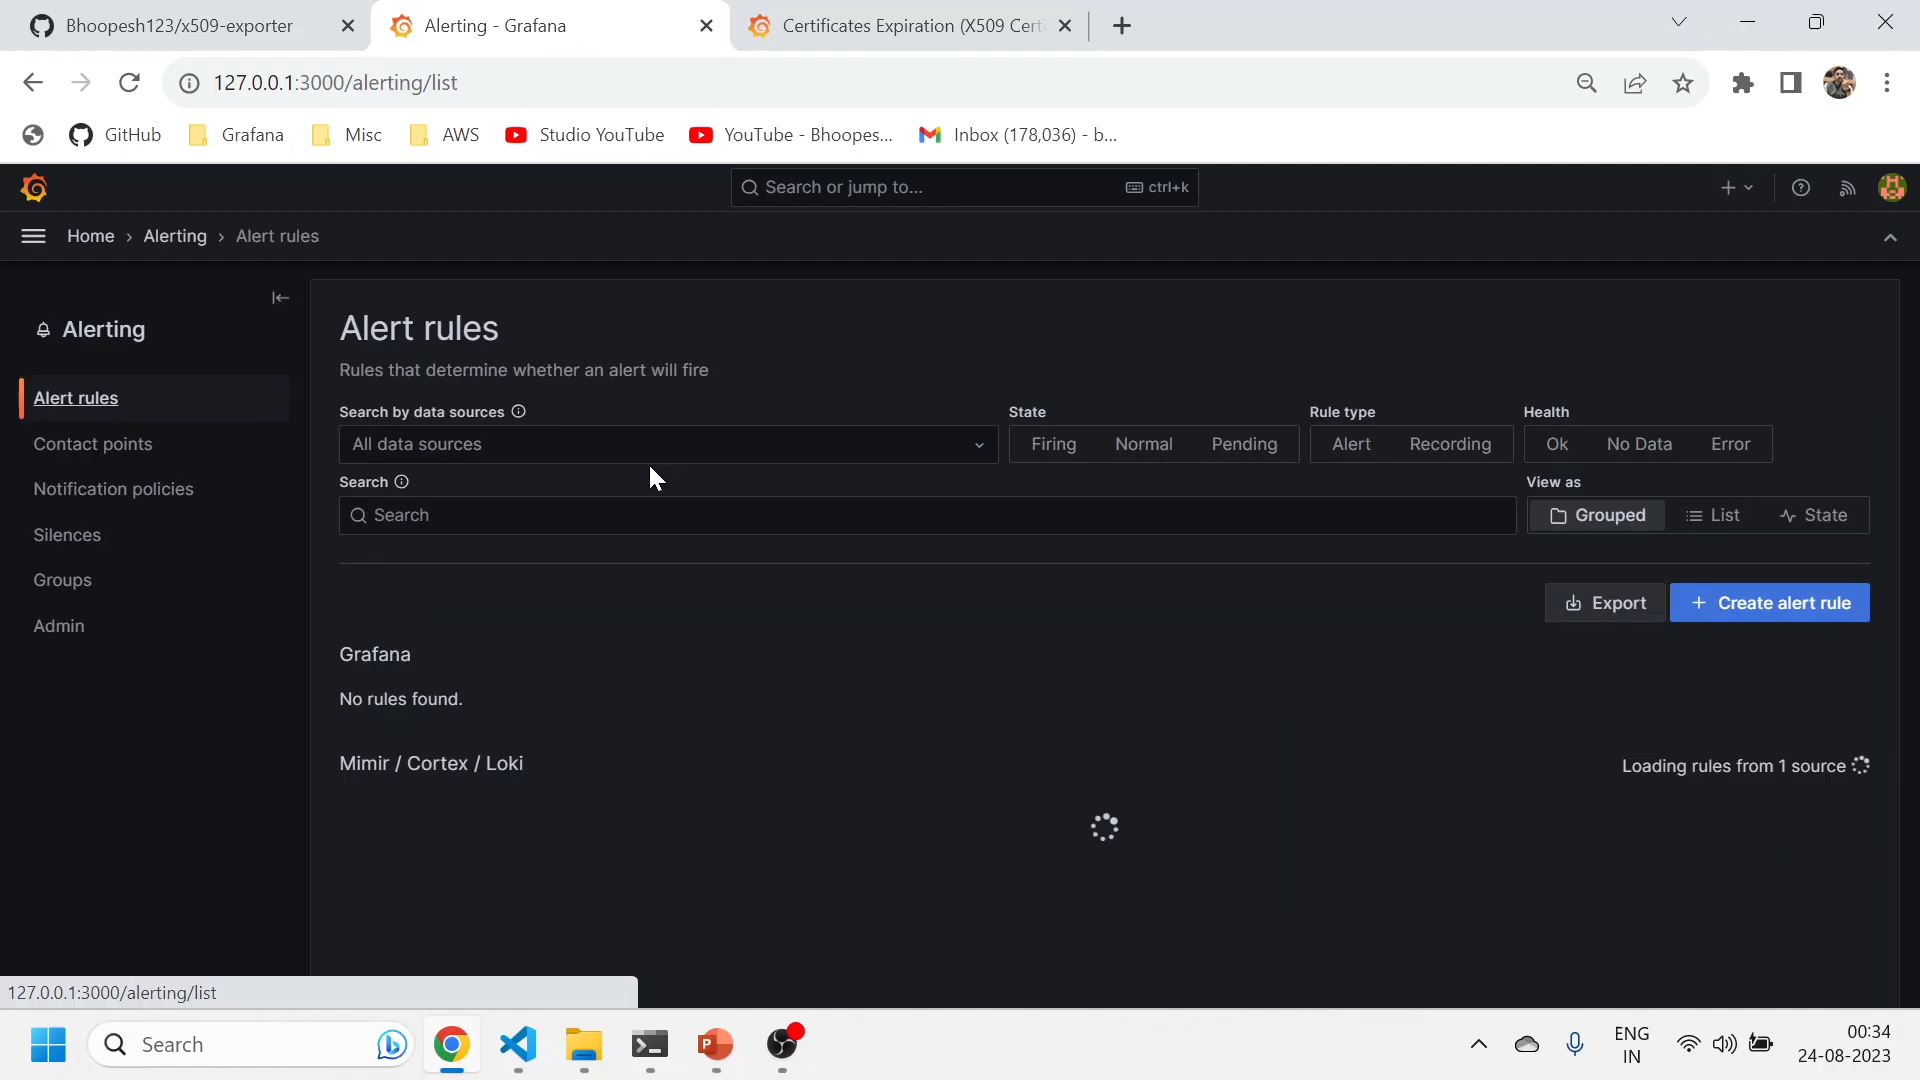 Bhoopesh123/x509-exporter
Alerting - Grafana
Certificates Expiration (X509 Cert
127.0.0.1:3000/alerting/list
GitHub
Grafana
Misc
AWS
Studio YouTube
YouTube - Bhoopes...
Inbox (178,036) - b...
Search or jump to...
ctrl+k
Home › Alerting › Alert rules
Alerting
Alert rules
Contact points
Notification policies
Silences
Groups
Admin
Alert rules
Rules that determine whether an alert will fire
Search by data sources
All data sources
State
Firing Normal Pending
Rule type
Alert Recording
Health
Ok No Data Error
Search
Search
View as
Grouped List State
Export
+ Create alert rule
Grafana
No rules found.
Mimir / Cortex / Loki
Loading rules from 1 source
127.0.0.1:3000/alerting/list
Search
ENG
IN
00:34
24-08-2023